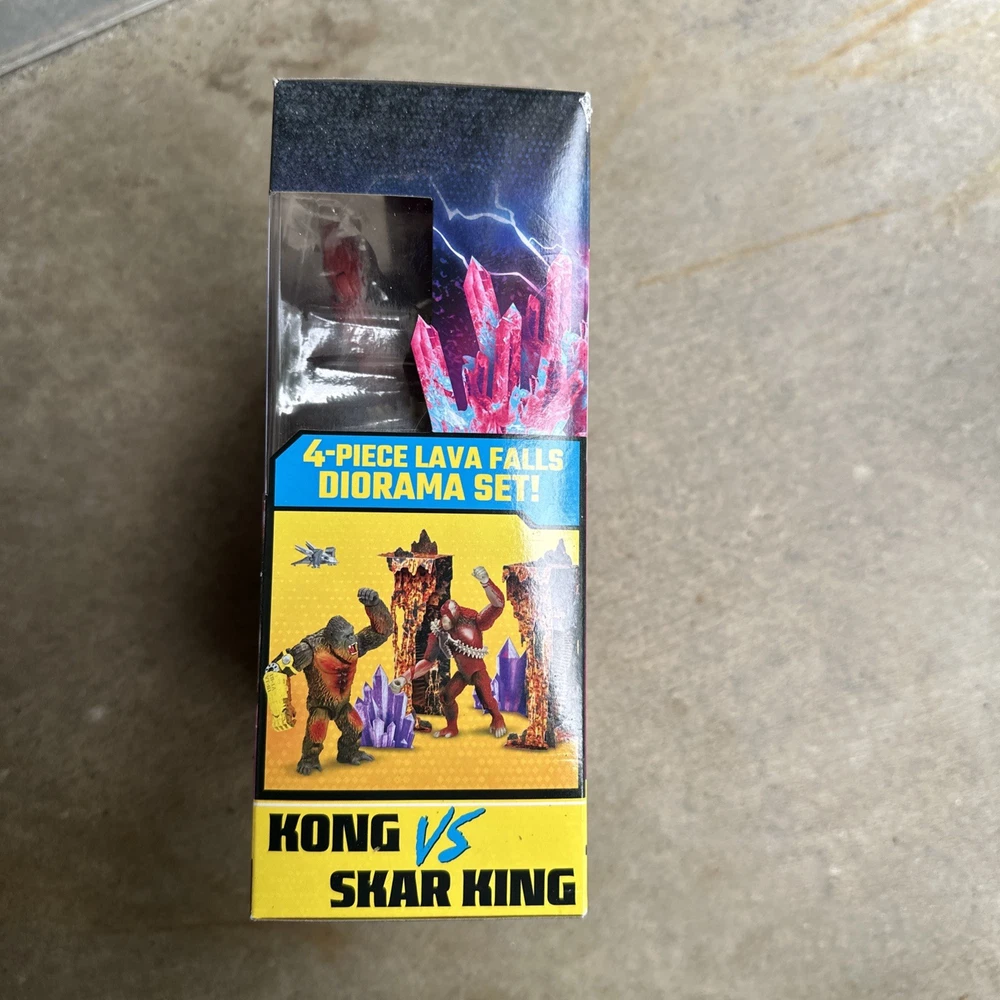 4-PIECE LAVA FALLS
DIORAMA SET!
KONG VS
SKAR KING